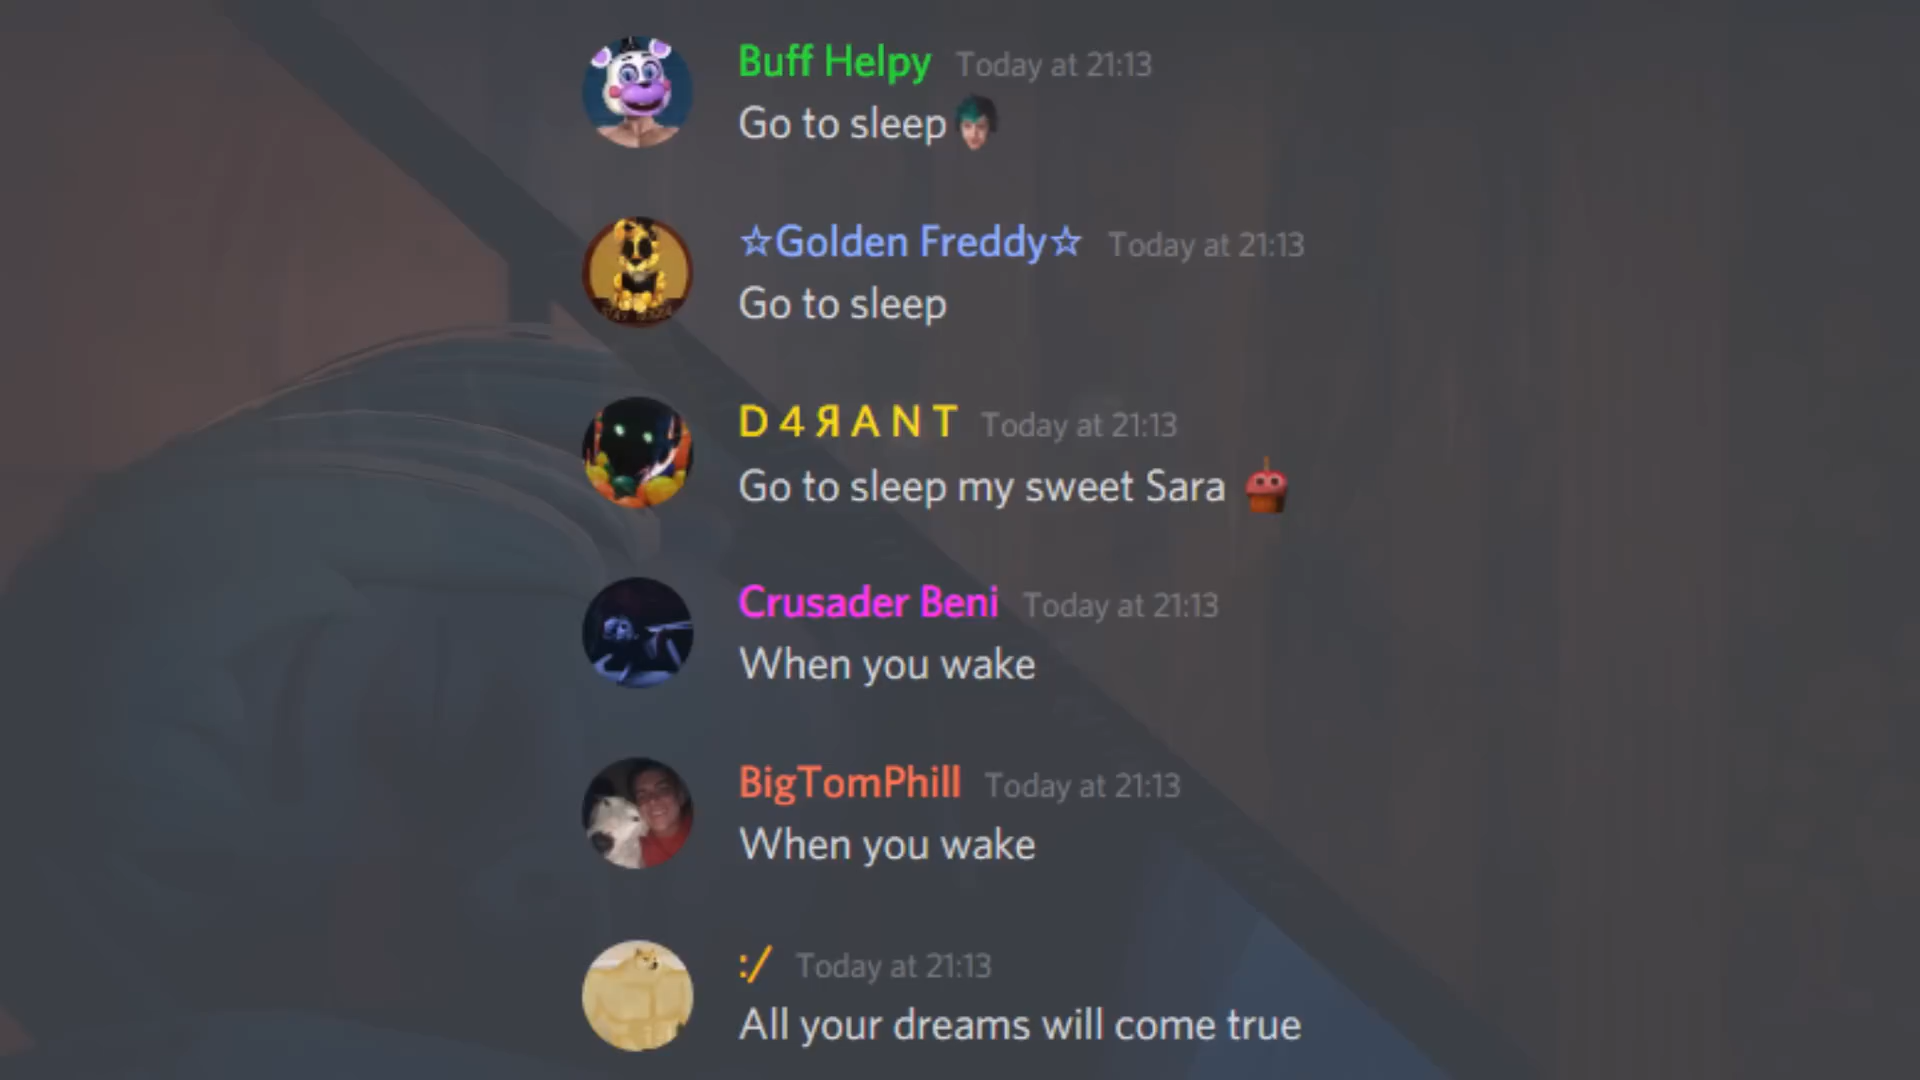 Buff Helpy Today at 21:13
Go to sleep
☆Golden Freddy☆ Today at 21:13
Go to sleep
D 4 Я A N T Today at 21:13
Go to sleep my sweet Sara
Crusader Beni Today at 21:13
When you wake
BigTomPhill Today at 21:13
When you wake
:/ Today at 21:13
All your dreams will come true